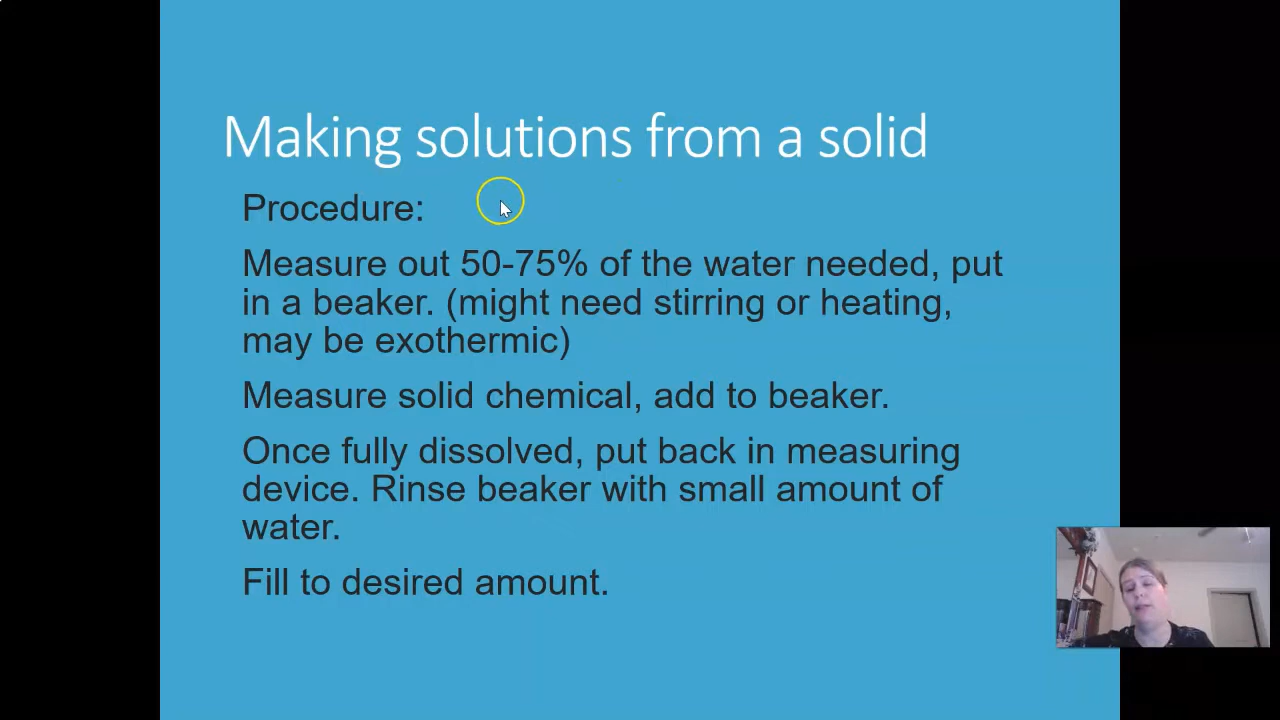 Making solutions from a solid
Procedure:
Measure out 50-75% of the water needed, put
in a beaker. (might need stirring or heating,
may be exothermic)
Measure solid chemical, add to beaker.
Once fully dissolved, put back in measuring
device. Rinse beaker with small amount of
water.
Fill to desired amount.